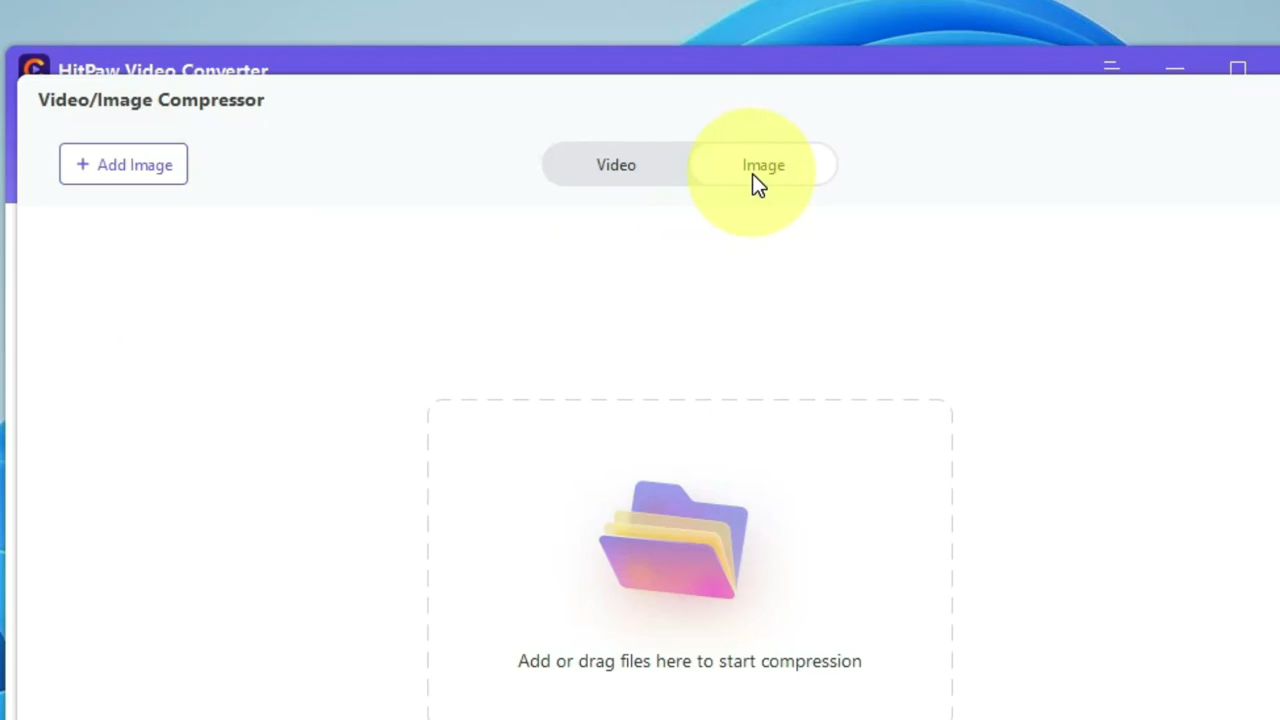 HitPaw Video Converter
Video/Image Compressor
+ Add Image
Video
Image
Add or drag files here to start compression